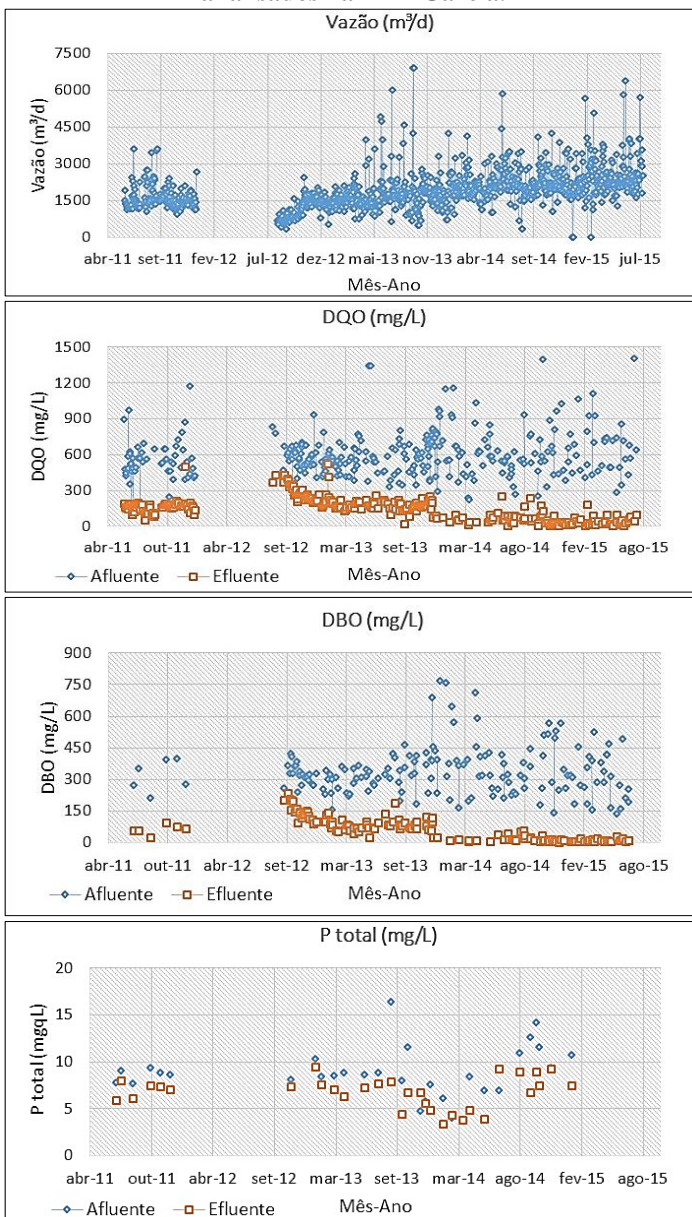 Vazão (m³/d)
7500
6000
4500
3000
1500
0
Vazão (m³/d)
abr-11 set-11 fev-12 jul-12 dez-12 mai-13 nov-13 abr-14 set-14 fev-15 jul-15
Mês-Ano
DQO (mg/L)
1500
1200
900
600
300
0
DQO (mg/L)
abr-11 out-11 abr-12 set-12 mar-13 set-13 mar-14 ago-14 fev-15 ago-15
Afluente Efluente Mês-Ano
DBO (mg/L)
900
750
600
450
300
150
0
DBO (mg/L)
abr-11 out-11 abr-12 set-12 mar-13 set-13 mar-14 ago-14 fev-15 ago-15
Afluente Efluente Mês-Ano
P total (mg/L)
20
15
10
5
0
P total (mgqL)
abr-11 out-11 abr-12 set-12 mar-13 set-13 mar-14 ago-14 fev-15 ago-15
Afluente Efluente Mês-Ano